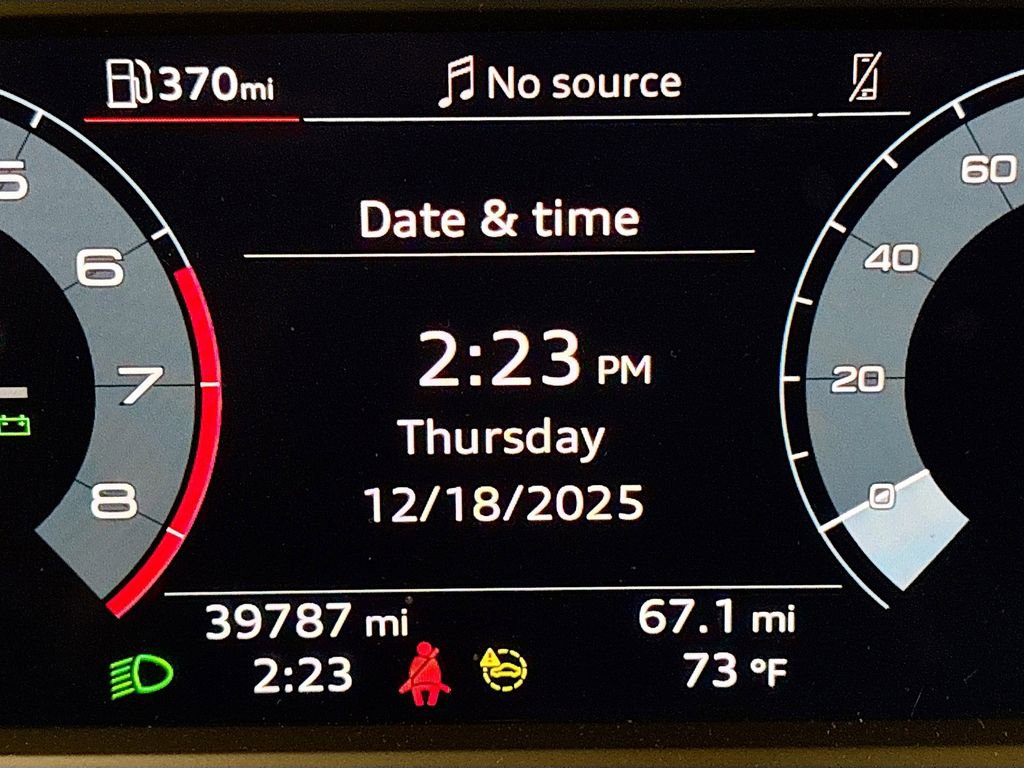 370mi
No source
Date & time
2:23 PM
Thursday
12/18/2025
39787 mi
67.1 mi
2:23
73 °F
5
6
7
8
60
40
20
0